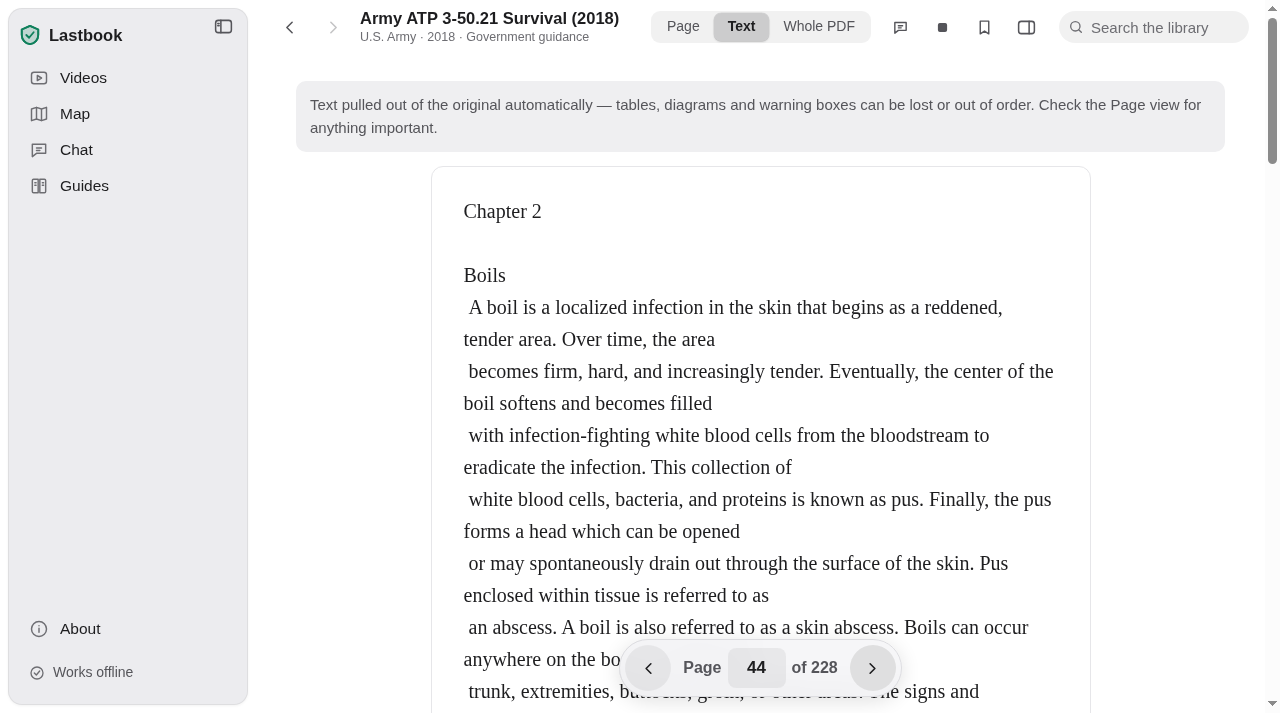 Lastbook
Videos
Map
Chat
Guides
About
Works offline
Army ATP 3-50.21 Survival (2018)
U.S. Army · 2018 · Government guidance
Page
Text
Whole PDF
Search the library
Text pulled out of the original automatically — tables, diagrams and warning boxes can be lost or out of order. Check the Page view for
anything important.
Chapter 2
Boils
A boil is a localized infection in the skin that begins as a reddened,
tender area. Over time, the area
becomes firm, hard, and increasingly tender. Eventually, the center of the
boil softens and becomes filled
with infection-fighting white blood cells from the bloodstream to
eradicate the infection. This collection of
white blood cells, bacteria, and proteins is known as pus. Finally, the pus
forms a head which can be opened
or may spontaneously drain out through the surface of the skin. Pus
enclosed within tissue is referred to as
an abscess. A boil is also referred to as a skin abscess. Boils can occur
anywhere on the bo
trunk, extremities, signs and
Page 44 of 228